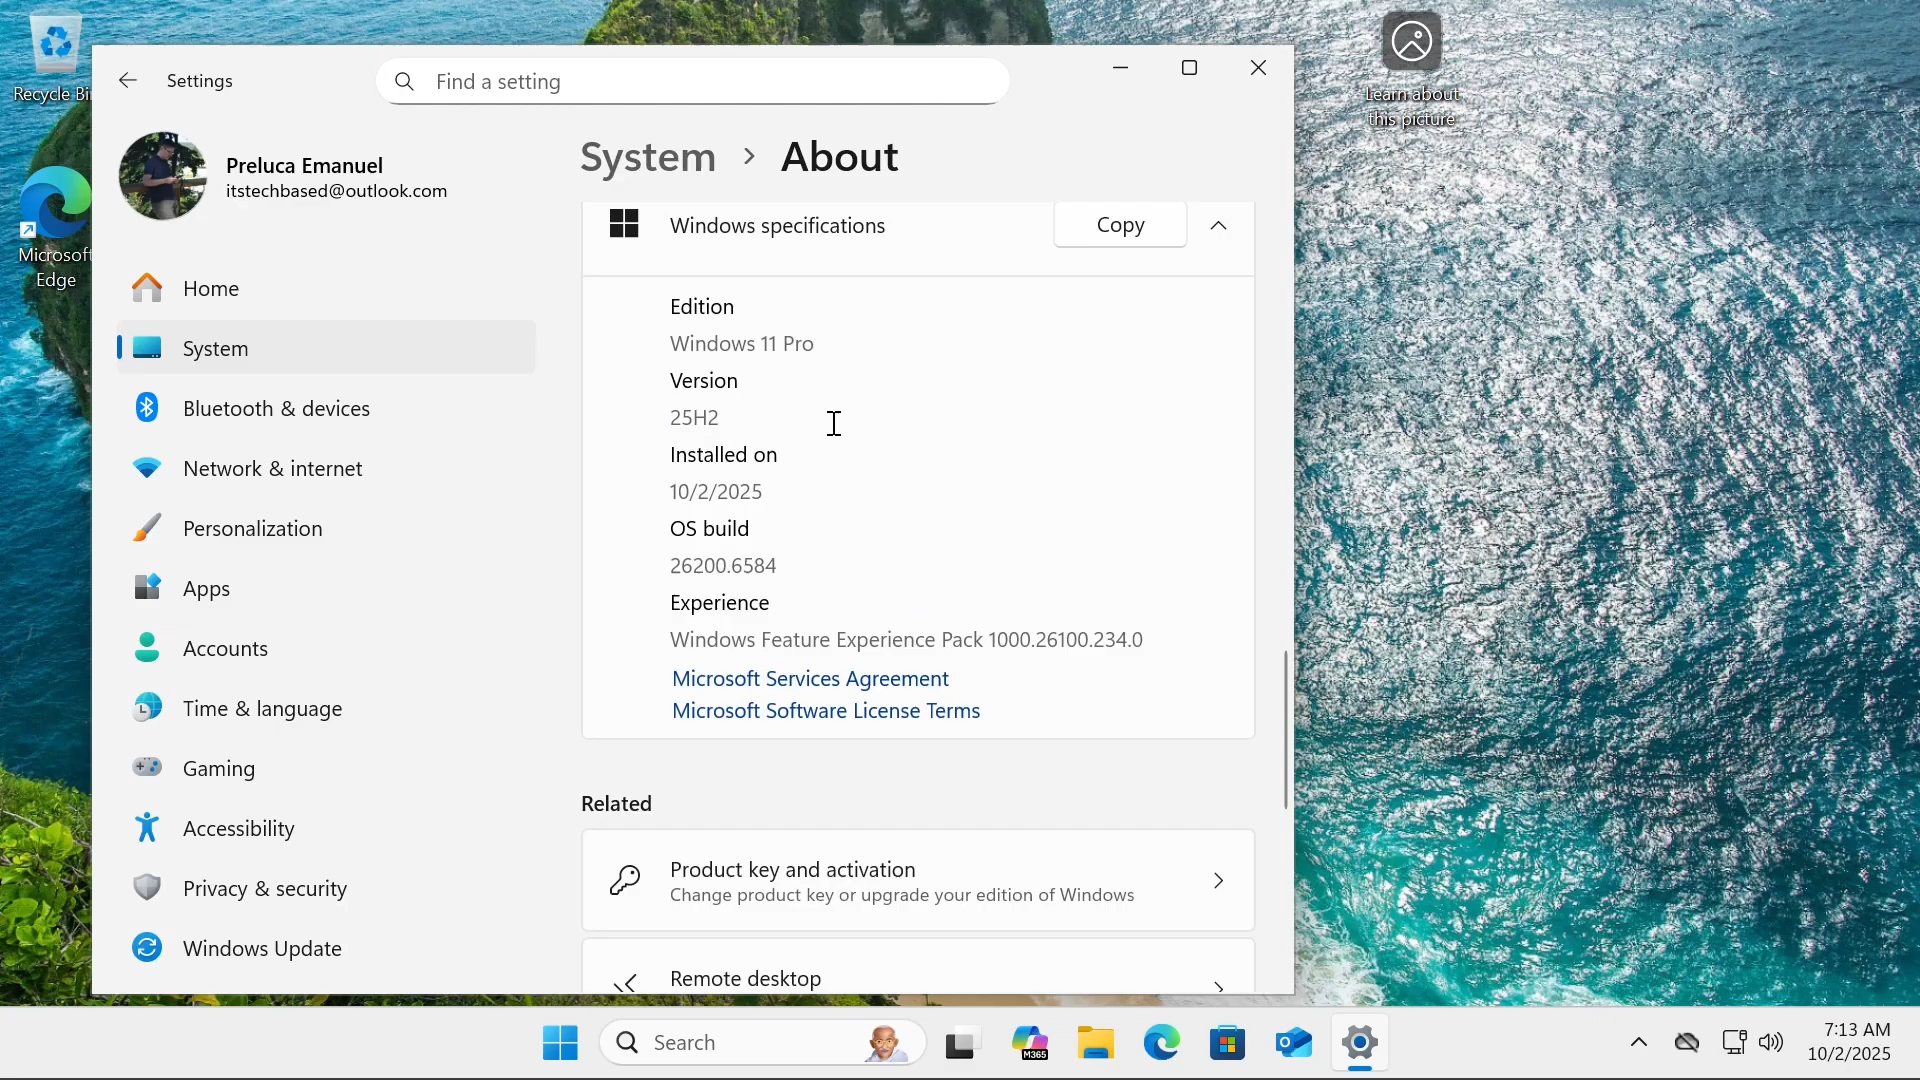 Recycle Bi
Microsoft
Edge
Learn about
this picture
Settings
Find a setting
Preluca Emanuel
itstechbased@outlook.com
Home
System
Bluetooth & devices
Network & internet
Personalization
Apps
Accounts
Time & language
Gaming
Accessibility
Privacy & security
Windows Update
System > About
Windows specifications
Copy
Edition
Windows 11 Pro
Version
25H2
Installed on
10/2/2025
OS build
26200.6584
Experience
Windows Feature Experience Pack 1000.26100.234.0
Microsoft Services Agreement
Microsoft Software License Terms
Related
Product key and activation
Change product key or upgrade your edition of Windows
Remote desktop
Search
M365
7:13 AM
10/2/2025